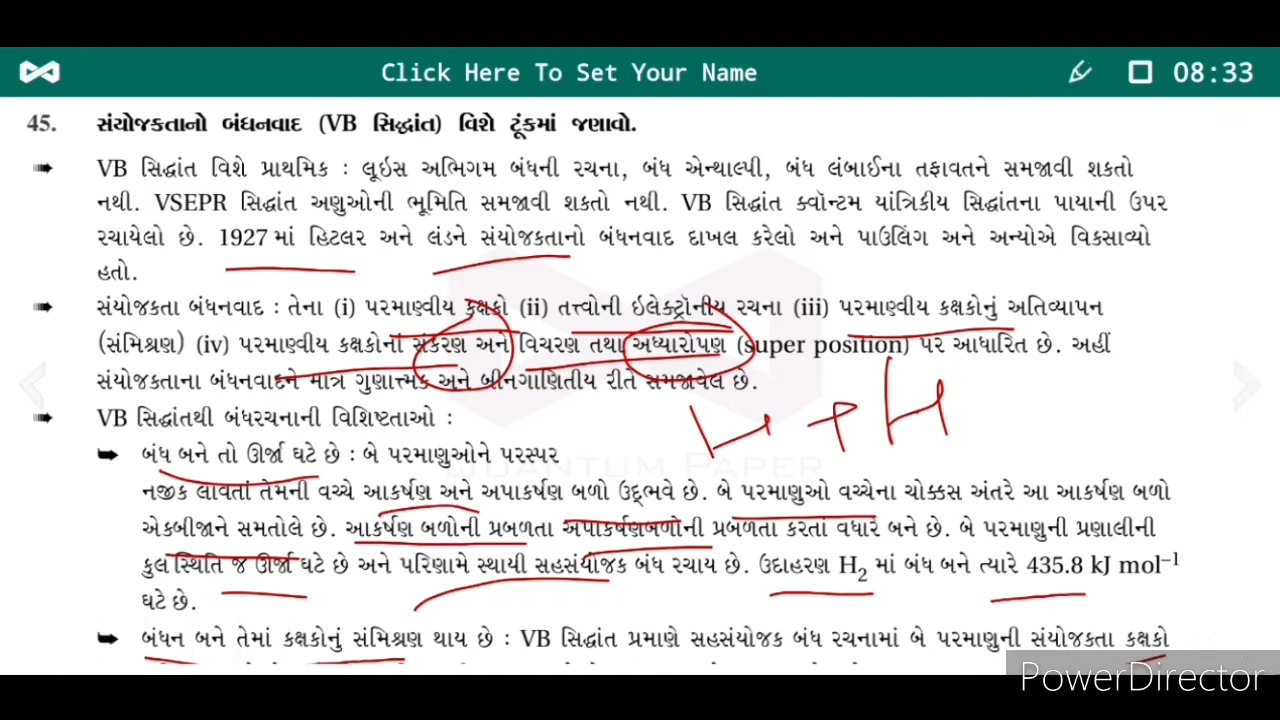 Click Here To Set Your Name 08:33
45. સંયોજકતાનો બંધનવાદ (VB સિદ્ધાંત) વિશે ટૂંકમાં જણાવો.
➠ VB સિદ્ધાંત વિશે પ્રાથમિક : લૂઇસ અભિગમ બંધની રચના, બંધ એન્થાલ્પી, બંધ લંબાઈના તફાવતને સમજાવી શકતો
નથી. VSEPR સિદ્ધાંત અણુઓની ભૂમિતિ સમજાવી શકતો નથી. VB સિદ્ધાંત ક્વૉન્ટમ યાંત્રિકીય સિદ્ધાંતના પાયાની ઉપર
રચાયેલો છે. 1927 માં હિટલર અને લંડને સંયોજકતાનો બંધનવાદ દાખલ કરેલો અને પાઉલિંગ અને અન્યોએ વિકસાવ્યો
હતો.
➠ સંયોજકતા બંધનવાદ : તેના (i) પરમાણ્વીય કક્ષકો (ii) તત્ત્વોની ઇલેક્ટ્રૉનીય રચના (iii) પરમાણ્વીય કક્ષકોનું અતિવ્યાપન
(સંમિશ્રણ) (iv) પરમાણ્વીય કક્ષકોનાં સંકરણ અને વિચરણ તથા અધ્યારોપણ (super position) પર આધારિત છે. અહીં
સંયોજકતાના બંધનવાદને માત્ર ગુણાત્મક અને બીનગાણિતીય રીતે સમજાવેલ છે.
➠ VB સિદ્ધાંતથી બંધરચનાની વિશિષ્ટતાઓ :
H + H
➥ બંધ બને તો ઊર્જા ઘટે છે : બે પરમાણુઓને પરસ્પર
QUANTUM PAPER
નજીક લાવતાં તેમની વચ્ચે આકર્ષણ અને અપાકર્ષણ બળો ઉદ્દભવે છે. બે પરમાણુઓ વચ્ચેના ચોક્કસ અંતરે આ આકર્ષણ બળો
એકબીજાને સમતોલે છે. આકર્ષણ બળોની પ્રબળતા અપાકર્ષણબળોની પ્રબળતા કરતાં વધારે બને છે. બે પરમાણુની પ્રણાલીની
કુલ સ્થિતિ જ ઊર્જા ઘટે છે અને પરિણામે સ્થાયી સહસંયોજક બંધ રચાય છે. ઉદાહરણ H₂ માં બંધ બને ત્યારે 435.8 kJ mol⁻¹
ઘટે છે.
➥ બંધન બને તેમાં કક્ષકોનું સંમિશ્રણ થાય છે : VB સિદ્ધાંત પ્રમાણે સહસંયોજક બંધ રચનામાં બે પરમાણુની સંયોજકતા કક્ષકો
PowerDirector